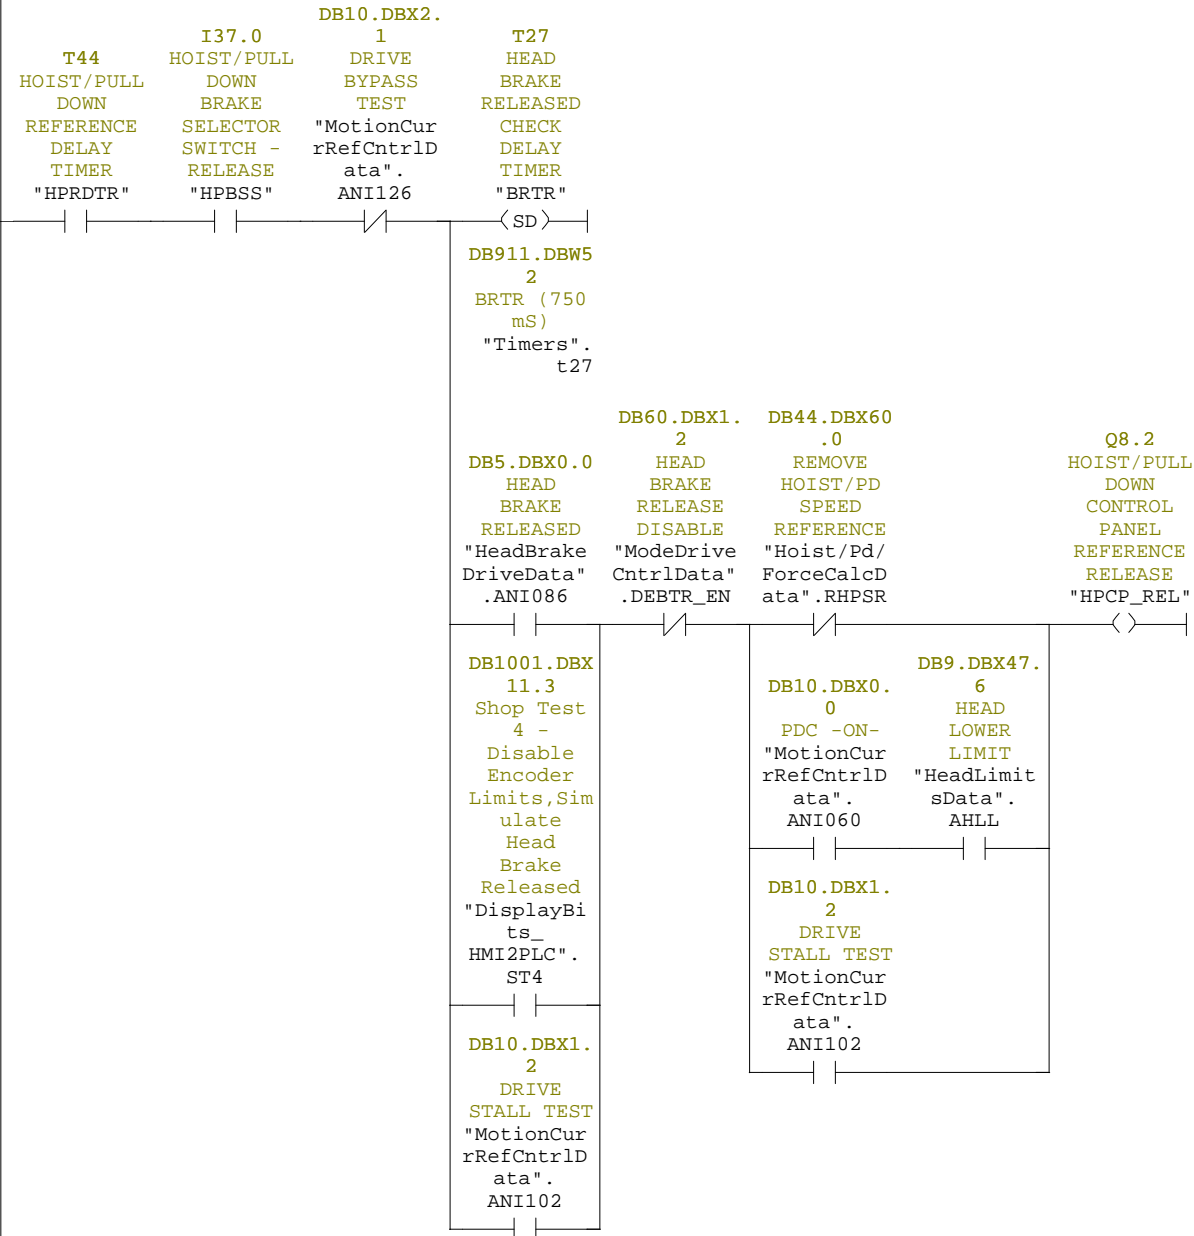 T44
HOIST/PULL
DOWN
REFERENCE
DELAY
TIMER
"HPRDTR"
I37.0
HOIST/PULL
DOWN
BRAKE
SELECTOR
SWITCH -
RELEASE
"HPBSS"
DB10.DBX2.
1
DRIVE
BYPASS
TEST
"MotionCur
rRefCntrlD
ata".
ANI126
T27
HEAD
BRAKE
RELEASED
CHECK
DELAY
TIMER
"BRTR"
SD
DB911.DBW5
2
BRTR (750
mS)
"Timers".
t27
DB5.DBX0.0
HEAD
BRAKE
RELEASED
"HeadBrake
DriveData"
.ANI086
DB60.DBX1.
2
HEAD
BRAKE
RELEASE
DISABLE
"ModeDrive
CntrlData"
.DEBTR_EN
DB44.DBX60
.0
REMOVE
HOIST/PD
SPEED
REFERENCE
"Hoist/Pd/
ForceCalcD
ata".RHPSR
Q8.2
HOIST/PULL
DOWN
CONTROL
PANEL
REFERENCE
RELEASE
"HPCP_REL"
DB1001.DBX
11.3
Shop Test
4 -
Disable
Encoder
Limits,Sim
ulate
Head
Brake
Released
"DisplayBi
ts_
HMI2PLC".
ST4
DB10.DBX0.
0
PDC -ON-
"MotionCur
rRefCntrlD
ata".
ANI060
DB9.DBX47.
6
HEAD
LOWER
LIMIT
"HeadLimit
sData".
AHLL
DB10.DBX1.
2
DRIVE
STALL TEST
"MotionCur
rRefCntrlD
ata".
ANI102
DB10.DBX1.
2
DRIVE
STALL TEST
"MotionCur
rRefCntrlD
ata".
ANI102